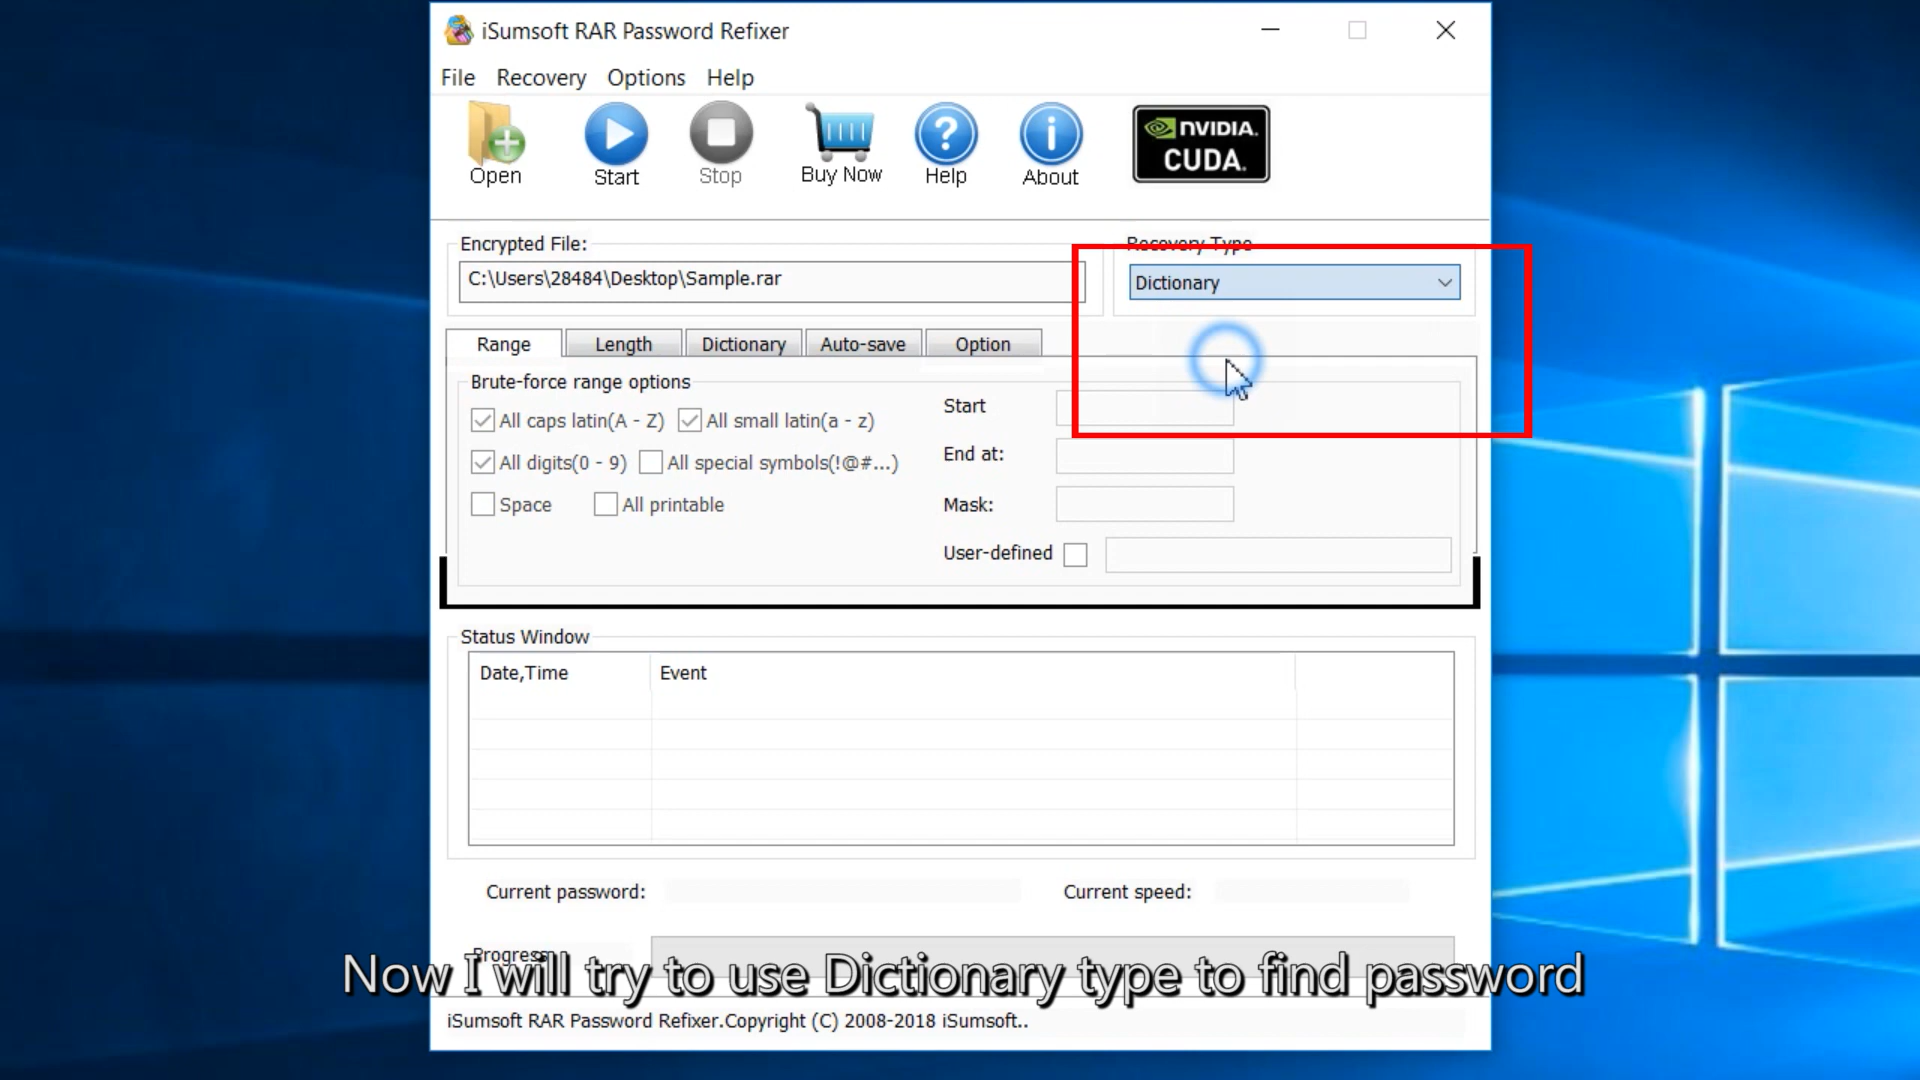 iSumsoft RAR Password Refixer
File Recovery Options Help
Open Start Stop Buy Now Help About NVIDIA. CUDA.
Encrypted File: Recovery Type
C:\Users\28484\Desktop\Sample.rar Dictionary
Range Length Dictionary Auto-save Option
Brute-force range options
All caps latin(A - Z) All small latin(a - z) Start
All digits(0 - 9) All special symbols(!@#...) End at:
Space All printable Mask:
User-defined
Status Window
Date,Time Event
Current password: Current speed:
Progress
Now I will try to use Dictionary type to find password
iSumsoft RAR Password Refixer.Copyright (C) 2008-2018 iSumsoft..